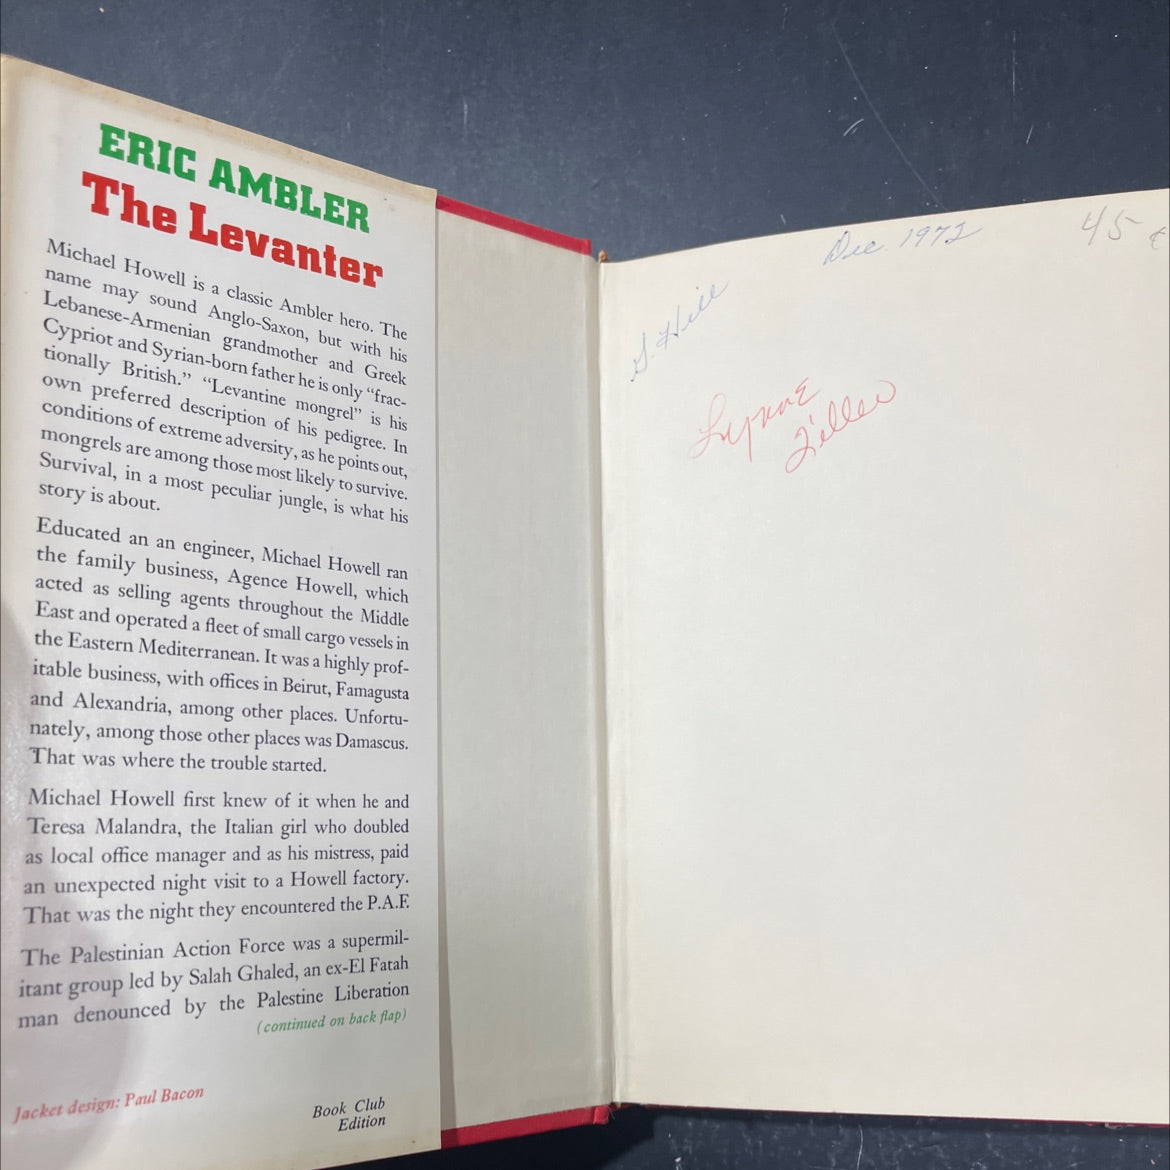 ERIC AMBLER
The Levanter
Michael Howell is a classic Ambler hero. The
name may sound Anglo-Saxon, but with his
Lebanese-Armenian grandmother and Greek
Cypriot and Syrian-born father he is only “frac-
tionally British.” “Levantine mongrel” is his
own preferred description of his pedigree. In
conditions of extreme adversity, as he points out,
mongrels are among those most likely to survive.
Survival, in a most peculiar jungle, is what his
story is about.
Educated an an engineer, Michael Howell ran
the family business, Agence Howell, which
acted as selling agents throughout the Middle
East and operated a fleet of small cargo vessels in
the Eastern Mediterranean. It was a highly prof-
itable business, with offices in Beirut, Famagusta
and Alexandria, among other places. Unfortu-
nately, among those other places was Damascus.
That was where the trouble started.
Michael Howell first knew of it when he and
Teresa Malandra, the Italian girl who doubled
as local office manager and as his mistress, paid
an unexpected night visit to a Howell factory.
That was the night they encountered the P.A.F.
The Palestinian Action Force was a supermil-
itant group led by Salah Ghaled, an ex-El Fatah
man denounced by the Palestine Liberation
(continued on back flap)
Jacket design: Paul Bacon
Book Club
Edition
Dec 1972
45 ¢
S. Hill
Lynne